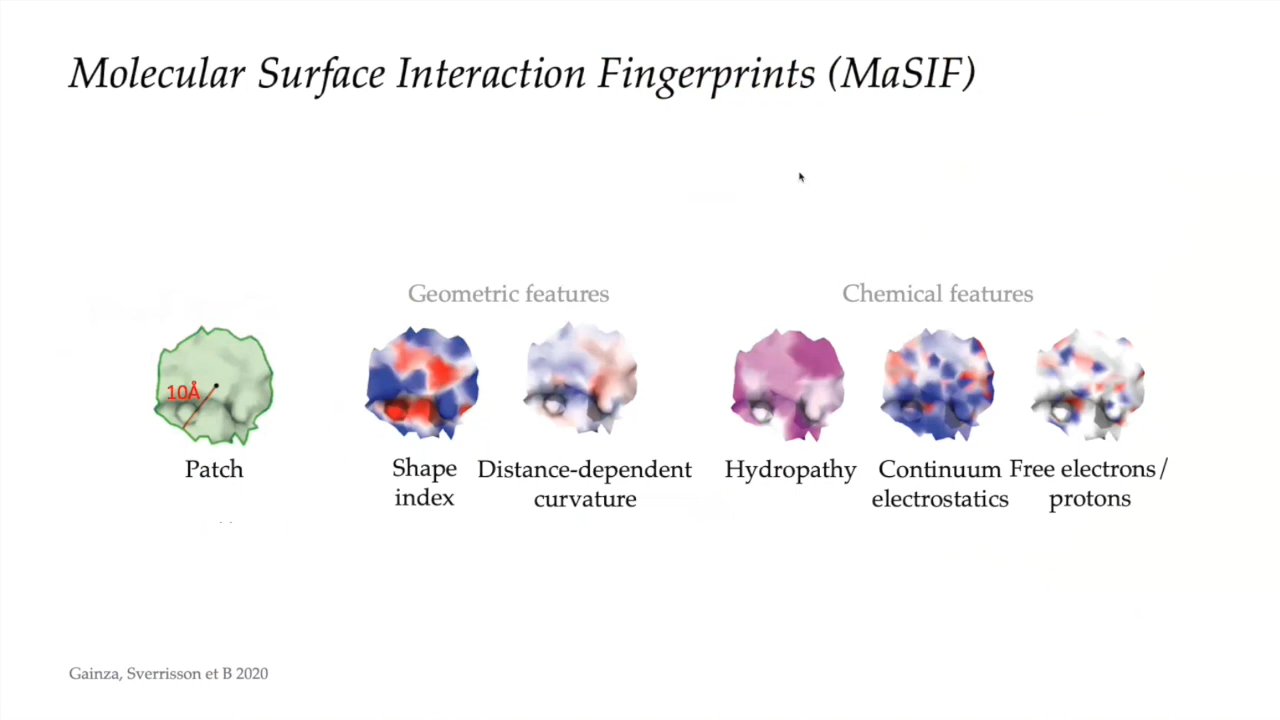 Molecular Surface Interaction Fingerprints (MaSIF)
Geometric features
Chemical features
10Å
Patch
Shape
index
Distance-dependent
curvature
Hydropathy
Continuum
electrostatics
Free electrons/
protons
Gainza, Sverrisson et B 2020